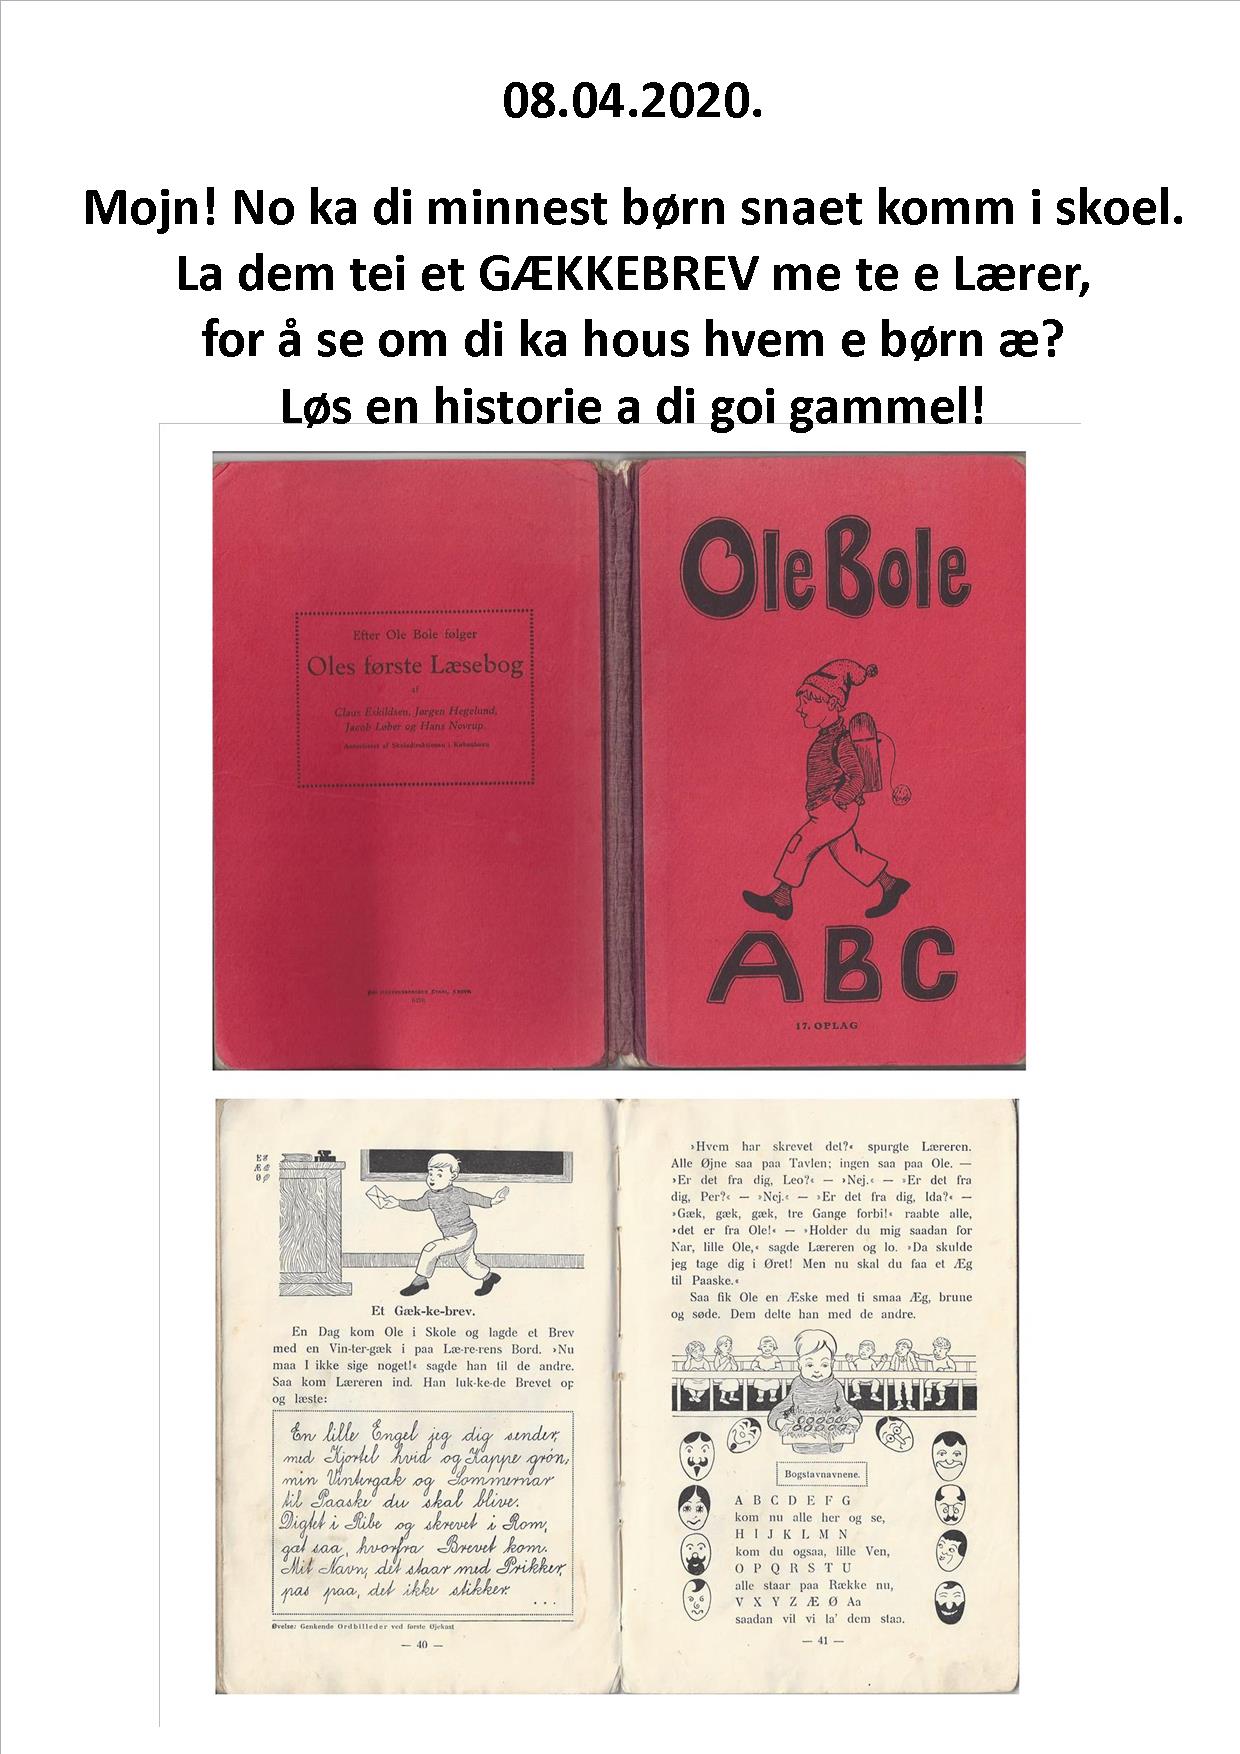 08.04.2020.
Mojn! No ka di minnest børn snaet komm i skoel.
La dem tei et GÆKKEBREV me te e Lærer,
for å se om di ka hous hvem e børn æ?
Løs en historie a di goi gammel!
Efter Ole Bole følger
Oles første Læsebog
af
Claus Eskildsen, Jørgen Hegelund,
Jacob Løber og Hans Novrup.
Autoriseret af Skoledirektionen i København
Ole Bole
ABC
17. OPLAG
E
Æ
Ø
Et Gæk-ke-brev.
En Dag kom Ole i Skole og lagde et Brev
med en Vin-ter-gæk i paa Læ-re-rens Bord. ›Nu
maa I ikke sige noget!‹ sagde han til de andre.
Saa kom Læreren ind. Han luk-ke-de Brevet op
og læste:
En lille Engel jeg dig sender,
med Kjortel hvid og Kappe grøn,
min Vintergæk og Sommernar
til Paaske du skal blive.
Digtet i Ribe og skrevet i Rom,
gæt saa, hvorfra Brevet kom.
Mit Navn, det staar med Prikker,
pas paa, det ikke stikker.
. . .
Øvelse: Genkende Ordbilleder ved første Øjekast
— 40 —
›Hvem har skrevet det?‹ spurgte Læreren.
Alle Øjne saa paa Tavlen; ingen saa paa Ole. —
›Er det fra dig, Leo?‹ — ›Nej.‹ — ›Er det fra
dig, Per?‹ — ›Nej.‹ — ›Er det fra dig, Ida?‹ —
›Gæk, gæk, gæk, tre Gange forbi!‹ raabte alle,
›det er fra Ole!‹ — ›Holder du mig saadan for
Nar, lille Ole,‹ sagde Læreren og lo. ›Da skulde
jeg tage dig i Øret! Men nu skal du faa et Æg
til Paaske.‹
Saa fik Ole en Æske med ti smaa Æg, brune
og søde. Dem delte han med de andre.
Bogstavnavnene.
A B C D E F G
kom nu alle her og se,
H I J K L M N
kom du ogsaa, lille Ven,
O P Q R S T U
alle staar paa Række nu,
V X Y Z Æ Ø Aa
saadan vil vi la' dem staa.
— 41 —